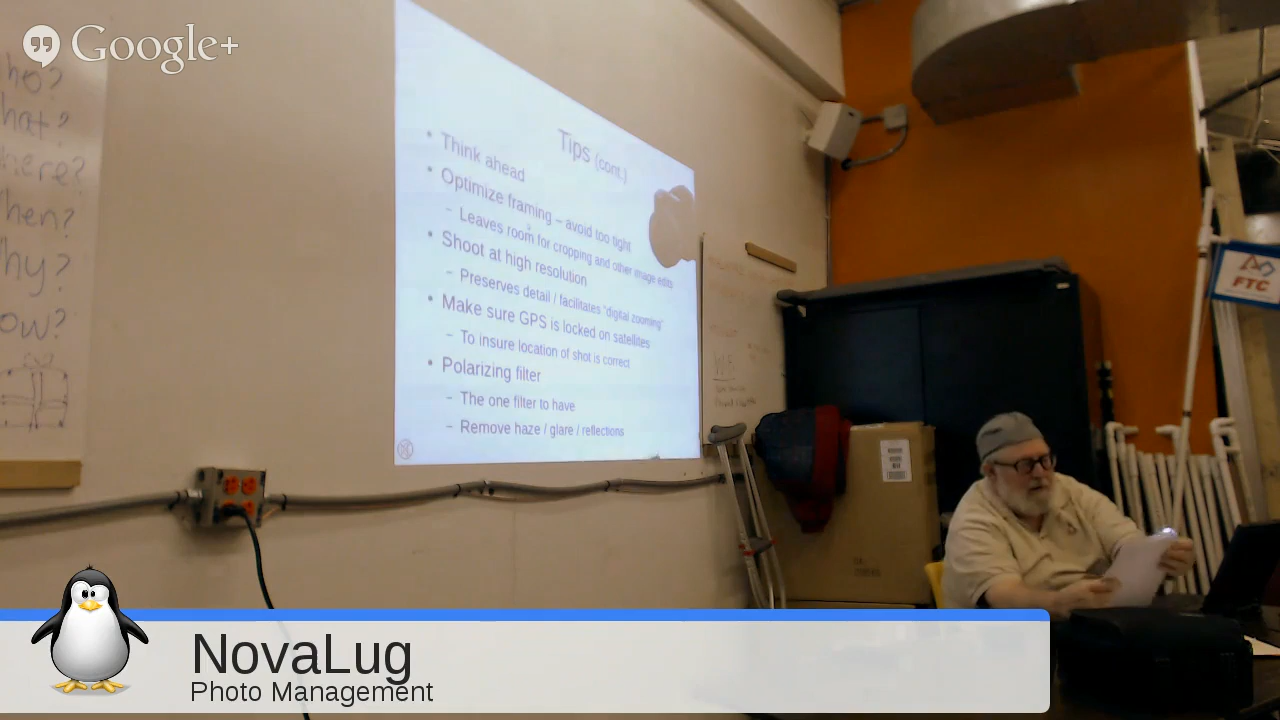 Google+
ho?
hat?
here?
hen?
hy?
ow?
Tips (cont.)
• Think ahead
• Optimize framing – avoid too tight
– Leaves room for cropping and other image edits
• Shoot at high resolution
– Preserves detail / facilitates "digital zooming"
• Make sure GPS is locked on satellites
– To insure location of shot is correct
• Polarizing filter
– The one filter to have
– Remove haze / glare / reflections
FTC
NovaLug
Photo Management